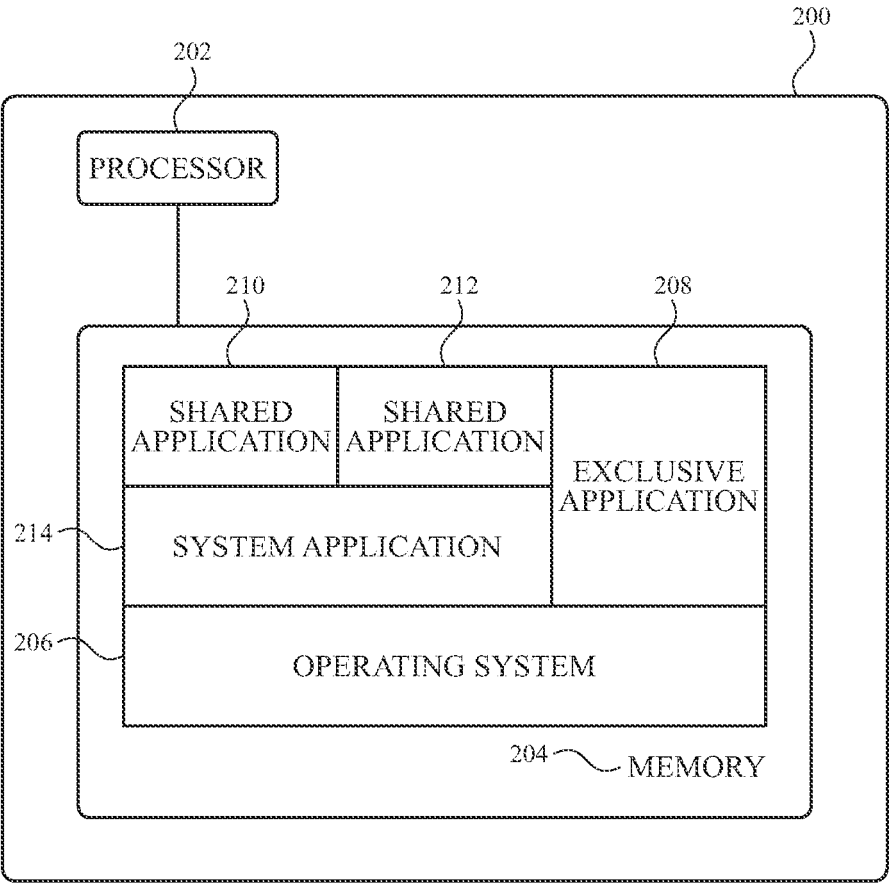 200
202
PROCESSOR
210
212
208
SHARED
APPLICATION
SHARED
APPLICATION
EXCLUSIVE
APPLICATION
214
SYSTEM APPLICATION
206
OPERATING SYSTEM
204
MEMORY